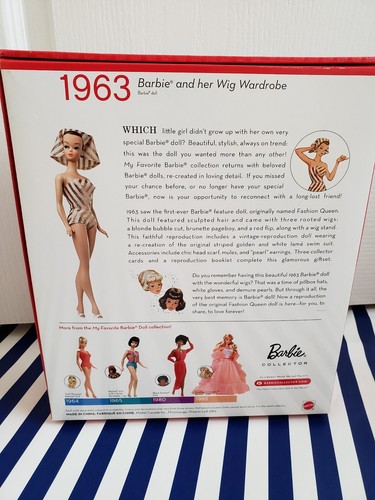 1963 Barbie® and her Wig Wardrobe
Barbie® doll
WHICH little girl didn't grow up with her own very
special Barbie® doll? Beautiful, stylish, always on trend:
this was the doll you wanted more than any other!
My Favorite Barbie® collection returns with beloved
Barbie® dolls, re-created in loving detail. If you missed
your chance before, or no longer have your special
Barbie®, now is your opportunity to reconnect with a long-lost friend!
1963 saw the first-ever Barbie® feature doll, originally named Fashion Queen.
This doll featured sculpted hair and came with three rooted wigs:
a blonde bubble cut, brunette pageboy, and a red flip, along with a wig stand.
This faithful reproduction includes a vintage-reproduction doll wearing
a re-creation of the original striped golden and white lamé swim suit.
Accessories include chic head scarf, mules, and "pearl" earrings. Three collector
cards and a reproduction booklet complete this glamorous giftset.
Do you remember having this beautiful 1963 Barbie® doll
with the wonderful wigs? That was a time of pillbox hats,
white gloves, and demure pearls. But through it all, the
very best memory is Barbie® doll! Now a reproduction
of the original Fashion Queen doll is here–for you, to
share, to love forever!
More from the My Favorite Barbie® Doll collection!
Barbie
COLLECTOR
BARBIECOLLECTOR.COM
1964 1965 1980
MADE IN CHINA.